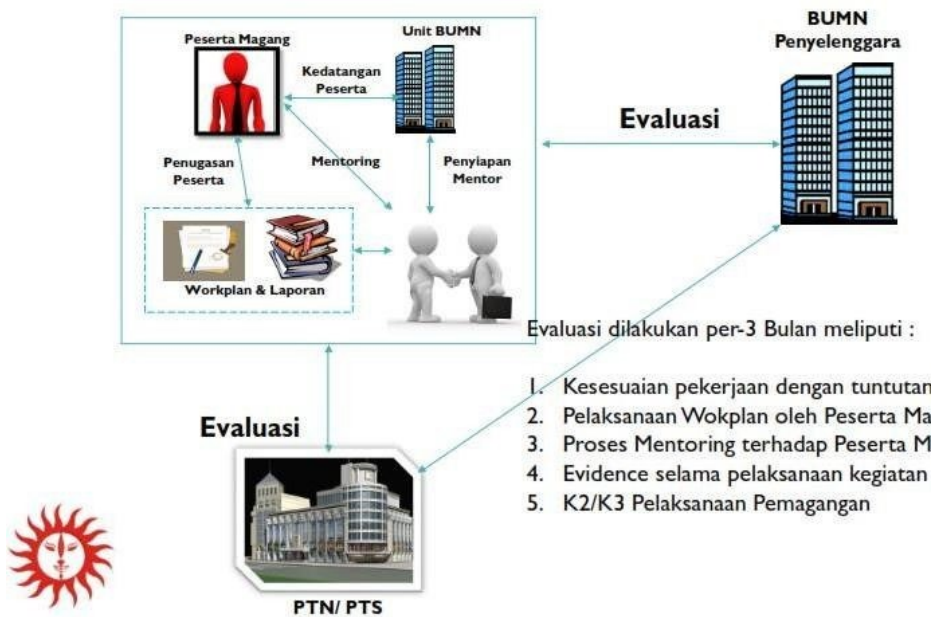 Peserta Magang
Unit BUMN
Kedatangan
Peserta
Penugasan
Peserta
Mentoring
Penyiapan
Mentor
Workplan & Laporan
BUMN
Penyelenggara
Evaluasi
Evaluasi dilakukan per-3 Bulan meliputi :
1. Kesesuaian pekerjaan dengan tuntutan
2. Pelaksanaan Wokplan oleh Peserta Ma
3. Proses Mentoring terhadap Peserta M
4. Evidence selama pelaksanaan kegiatan
5. K2/K3 Pelaksanaan Pemagangan
Evaluasi
PTN/ PTS